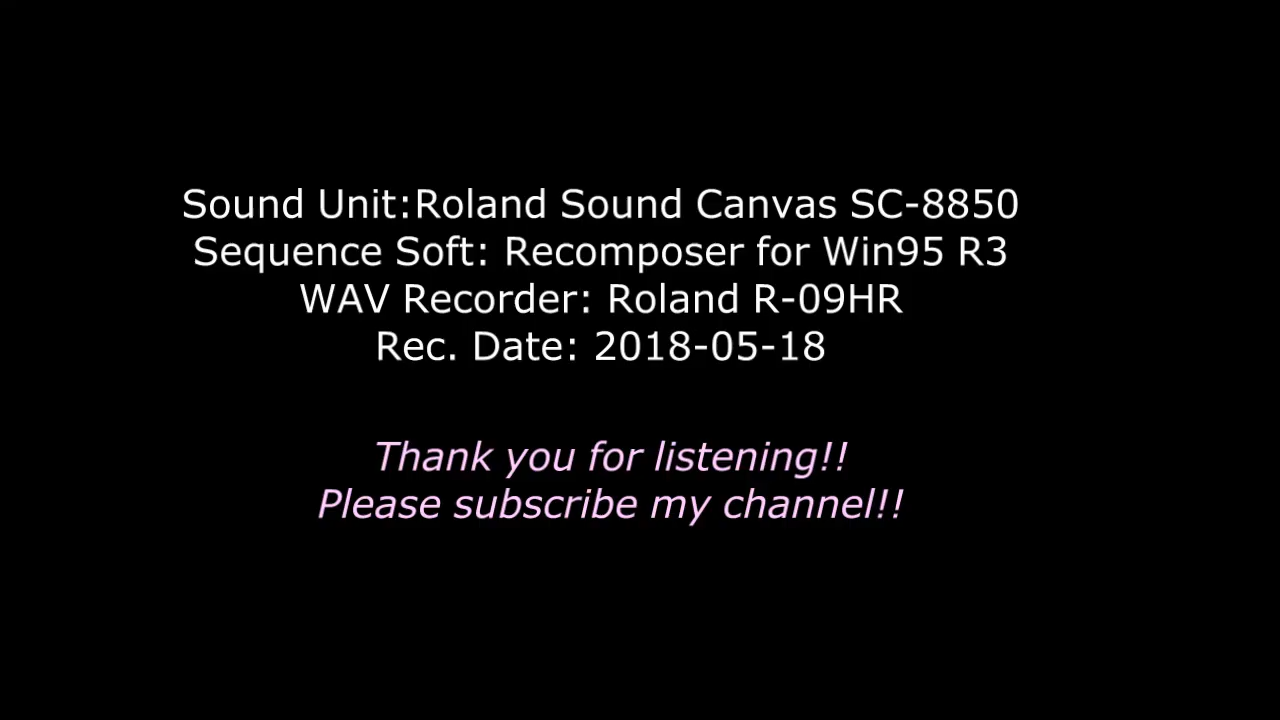 Sound Unit:Roland Sound Canvas SC-8850
Sequence Soft: Recomposer for Win95 R3
WAV Recorder: Roland R-09HR
Rec. Date: 2018-05-18
Thank you for listening!!
Please subscribe my channel!!